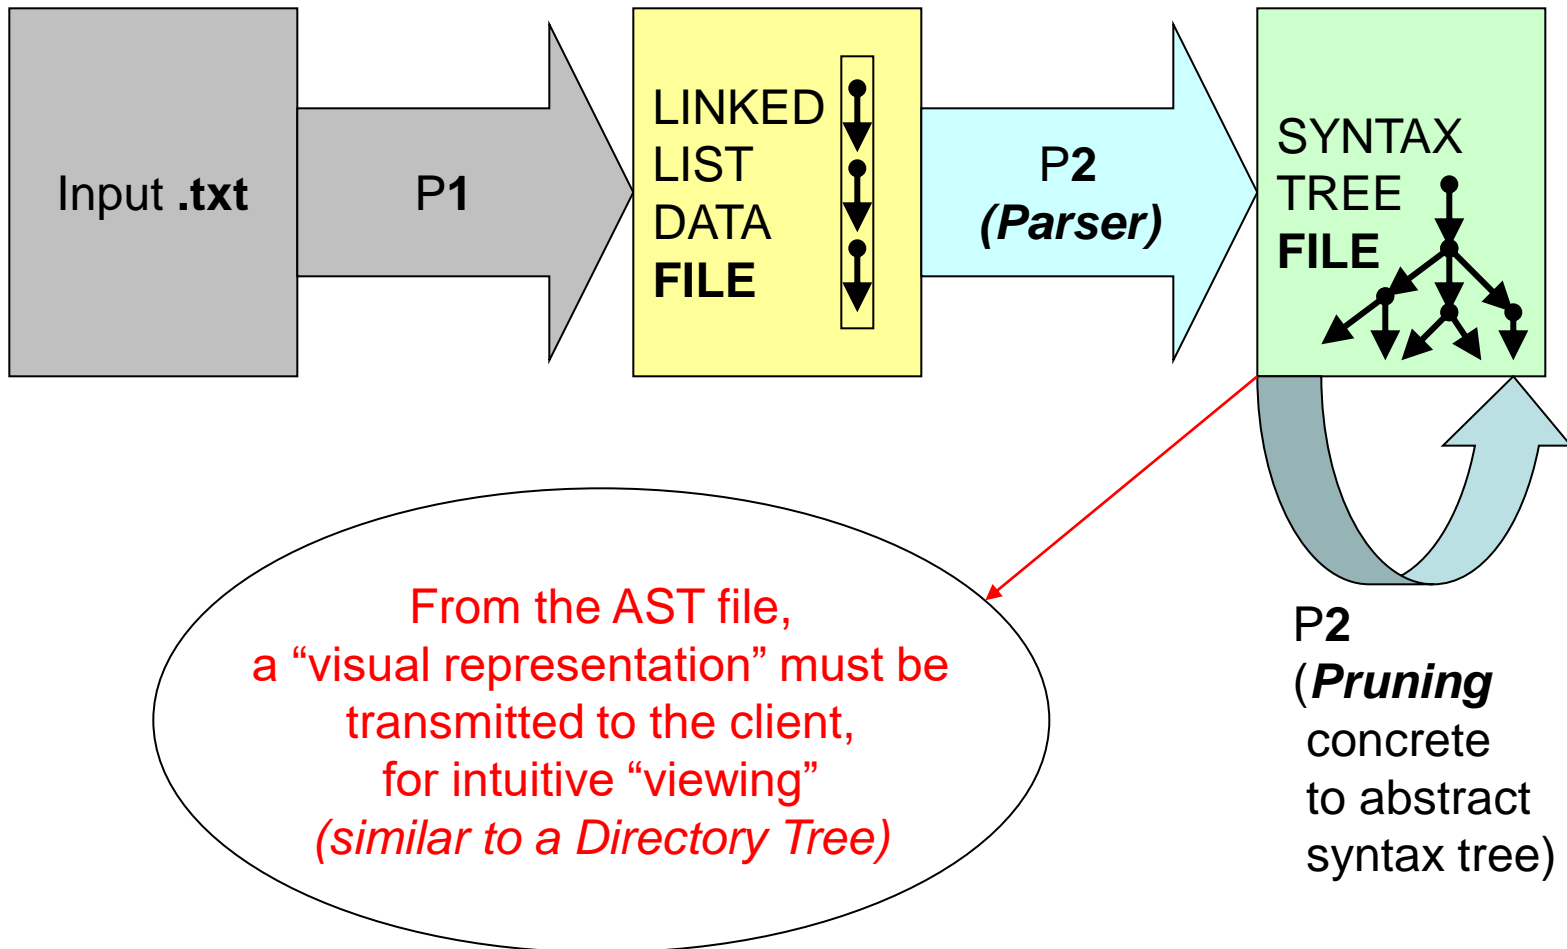 Input .txt
P1
LINKED
LIST
DATA
FILE
P2
(Parser)
SYNTAX
TREE
FILE
From the AST file,
a “visual representation” must be
transmitted to the client,
for intuitive “viewing”
(similar to a Directory Tree)
P2
(Pruning
concrete
to abstract
syntax tree)